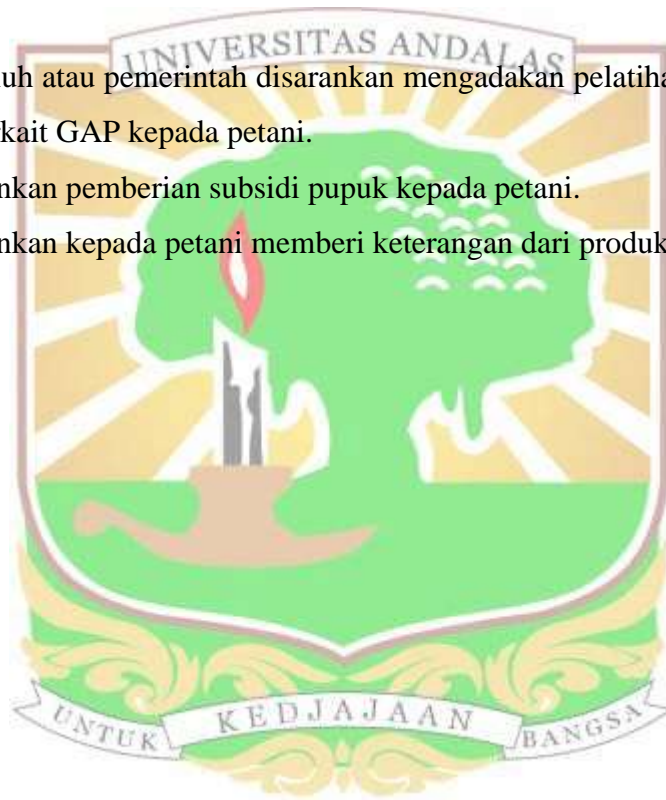 UNIVERSITAS ANDALAS
uh atau pemerintah disarankan mengadakan
kait GAP kepada petani.
nkan pemberian subsidi pupuk kepada petani.
nkan kepada petani memberi keterangan dari produk
UNTUK KEDJAJAAN BANGSA